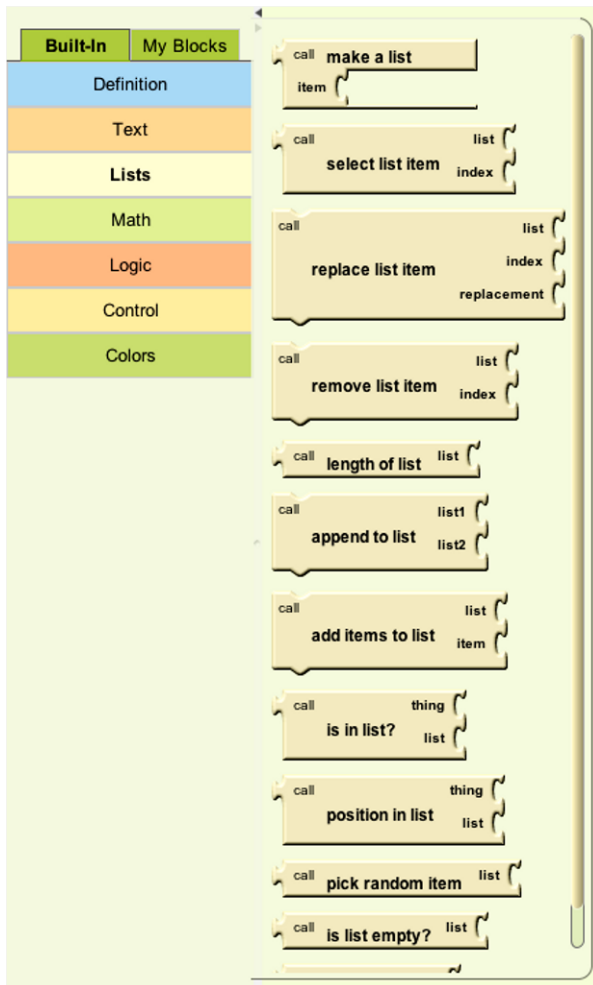 Built-In
My Blocks
Definition
Text
Lists
Math
Logic
Control
Colors
call make a list
item
call list
select list item index
call list
index
replace list item
replacement
call list
remove list item index
call length of list list
call list1
append to list list2
call list
add items to list item
call thing
is in list? list
call thing
position in list list
call pick random item list
call is list empty? list